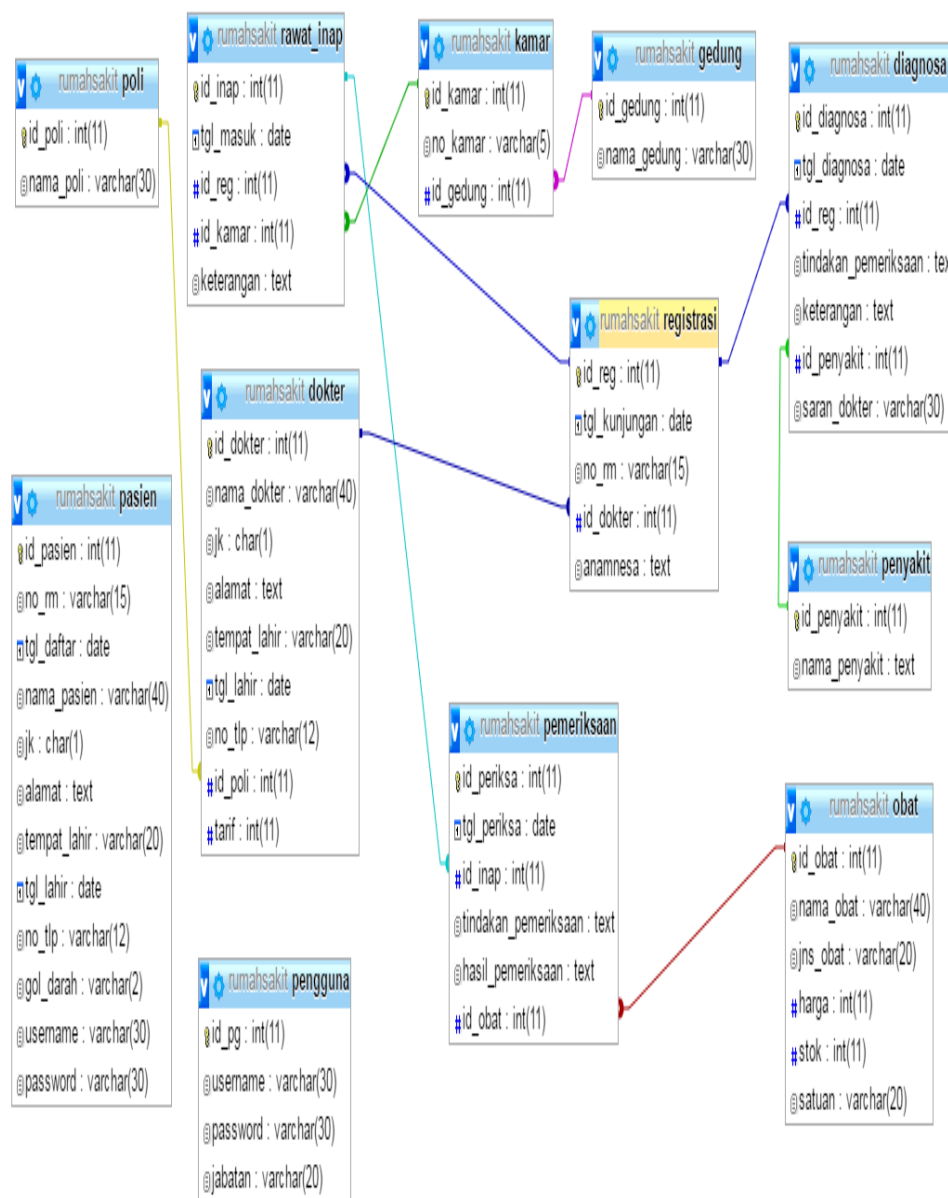 rumahsakit poli
id_poli : int(11)
nama_poli : varchar(30)
rumahsakit rawat_inap
id_inap : int(11)
tgl_masuk : date
id_reg : int(11)
id_kamar : int(11)
keterangan : text
rumahsakit kamar
id_kamar : int(11)
no_kamar : varchar(5)
id_gedung : int(11)
rumahsakit gedung
id_gedung : int(11)
nama_gedung : varchar(30)
rumahsakit diagnosa
id_diagnosa : int(11)
tgl_diagnosa : date
id_reg : int(11)
tindakan_pemeriksaan : tex
keterangan : text
id_penyakit : int(11)
saran_dokter : varchar(30)
rumahsakit registrasi
id_reg : int(11)
tgl_kunjungan : date
no_rm : varchar(15)
id_dokter : int(11)
anamnesa : text
rumahsakit dokter
id_dokter : int(11)
nama_dokter : varchar(40)
jk : char(1)
alamat : text
tempat_lahir : varchar(20)
tgl_lahir : date
no_tlp : varchar(12)
id_poli : int(11)
tarif : int(11)
rumahsakit pasien
id_pasien : int(11)
no_rm : varchar(15)
tgl_daftar : date
nama_pasien : varchar(40)
jk : char(1)
alamat : text
tempat_lahir : varchar(20)
tgl_lahir : date
no_tlp : varchar(12)
gol_darah : varchar(2)
username : varchar(30)
password : varchar(30)
rumahsakit penyakit
id_penyakit : int(11)
nama_penyakit : text
rumahsakit pemeriksaan
id_periksa : int(11)
tgl_periksa : date
id_inap : int(11)
tindakan_pemeriksaan : text
hasil_pemeriksaan : text
id_obat : int(11)
rumahsakit obat
id_obat : int(11)
nama_obat : varchar(40)
jns_obat : varchar(20)
harga : int(11)
stok : int(11)
satuan : varchar(20)
rumahsakit pengguna
id_pg : int(11)
username : varchar(30)
password : varchar(30)
jabatan : varchar(20)